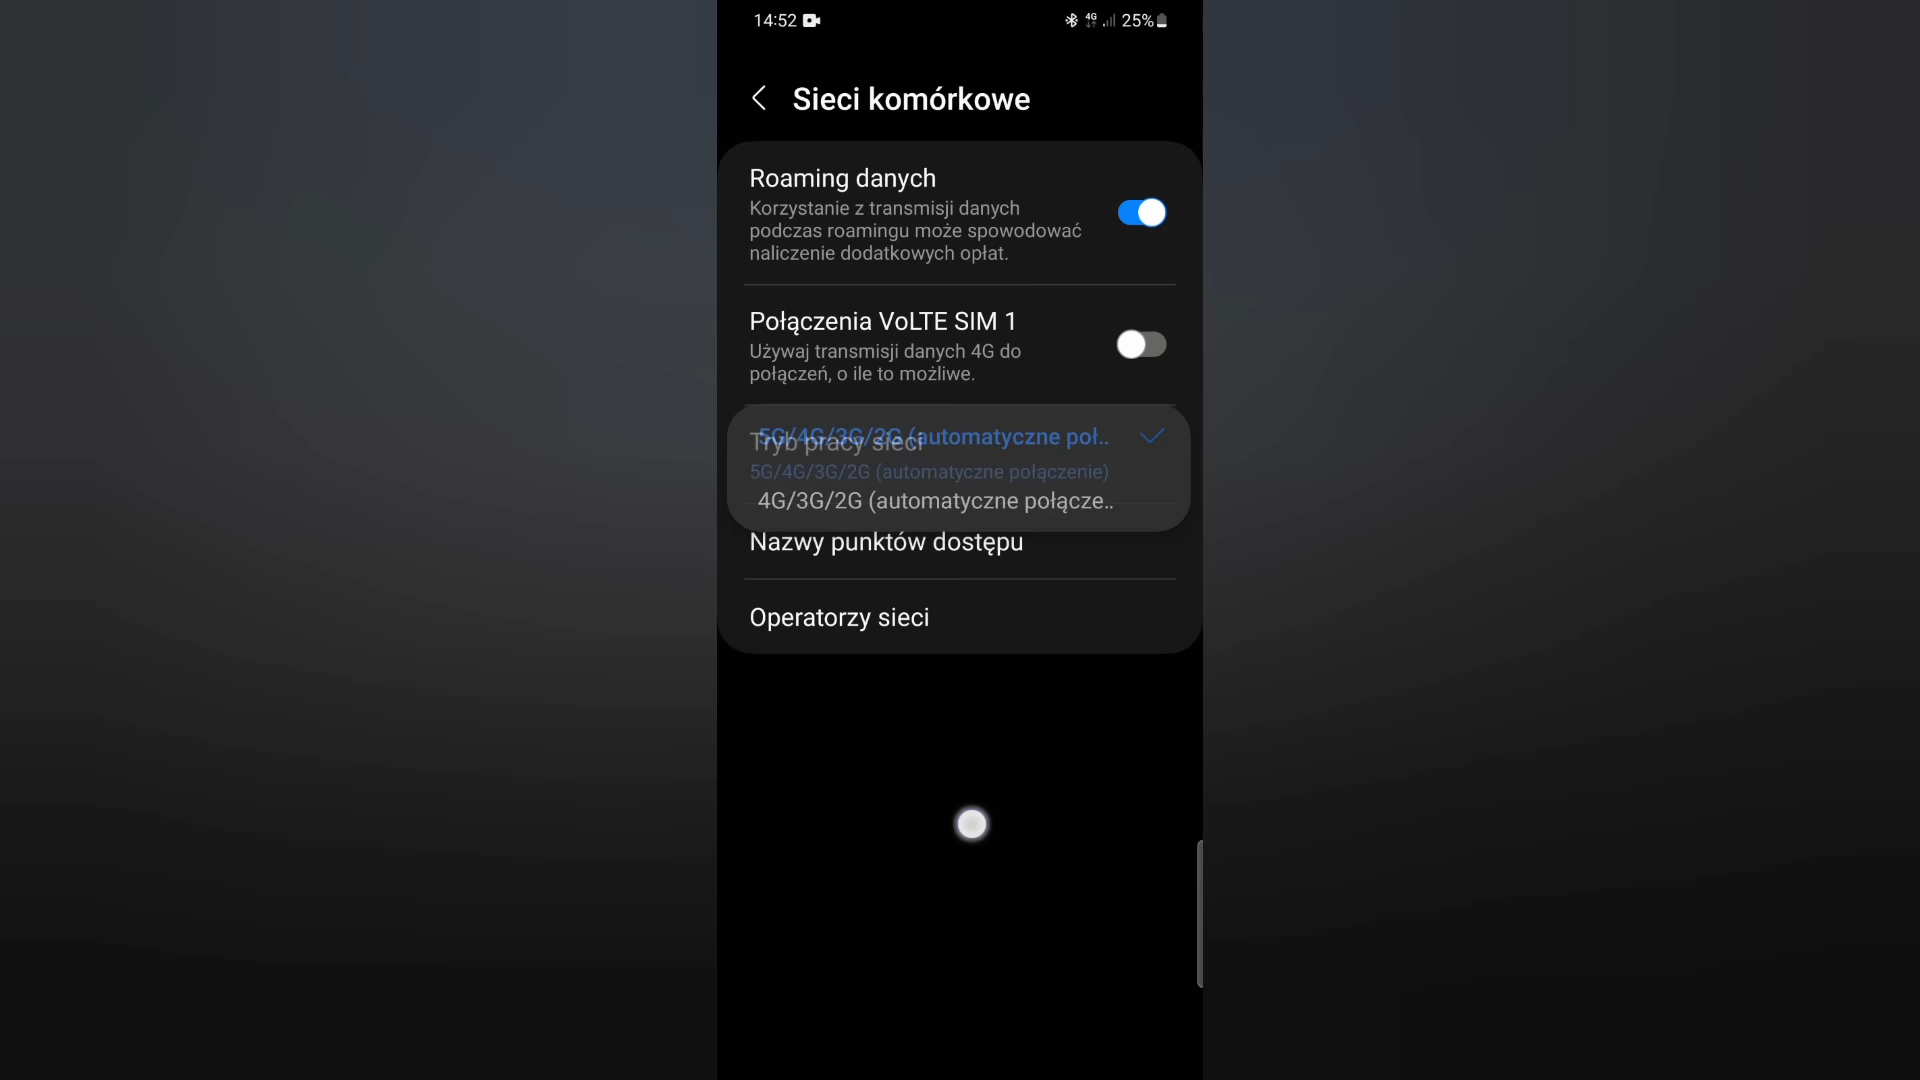 14:52
4G
25%
Sieci komórkowe
Roaming danych
Korzystanie z transmisji danych
podczas roamingu może spowodować
naliczenie dodatkowych opłat.
Połączenia VoLTE SIM 1
Używaj transmisji danych 4G do
połączeń, o ile to możliwe.
5G/4G/3G/2G (automatyczne poł..
Tryb pracy sieci
5G/4G/3G/2G (automatyczne połączenie)
4G/3G/2G (automatyczne połącze..
Nazwy punktów dostępu
Operatorzy sieci